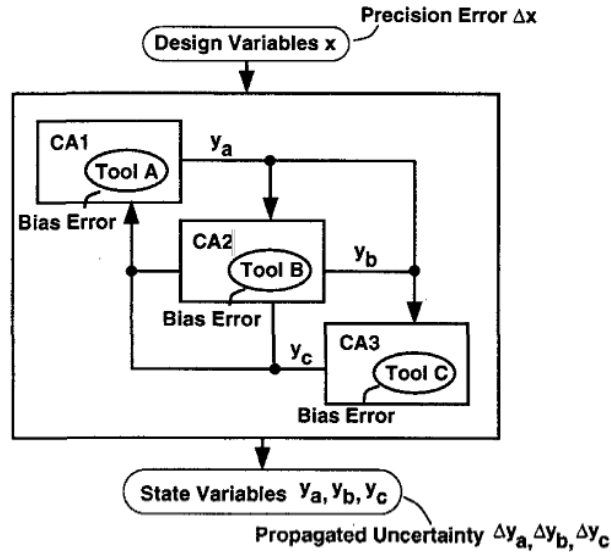 Precision Error Δx
Design Variables x
CA1
y_a
Tool A
Bias Error
CA2
Tool B
y_b
Bias Error
y_c
CA3
Tool C
Bias Error
State Variables y_a, y_b, y_c
Propagated Uncertainty Δy_a, Δy_b, Δy_c